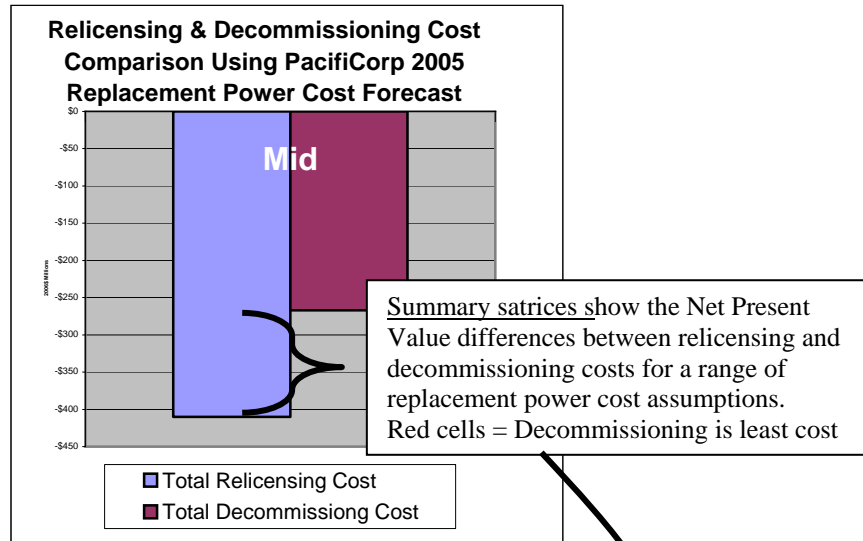 Relicensing & Decommissioning Cost
Comparison Using PacifiCorp 2005
Replacement Power Cost Forecast
$0
-$50
-$100
-$150
-$200
-$250
-$300
-$350
-$400
-$450
2006$ Millions
Mid
Summary satrices show the Net Present
Value differences between relicensing and
decommissioning costs for a range of
replacement power cost assumptions.
Red cells = Decommissioning is least cost
Total Relicensing Cost
Total Decommissiong Cost